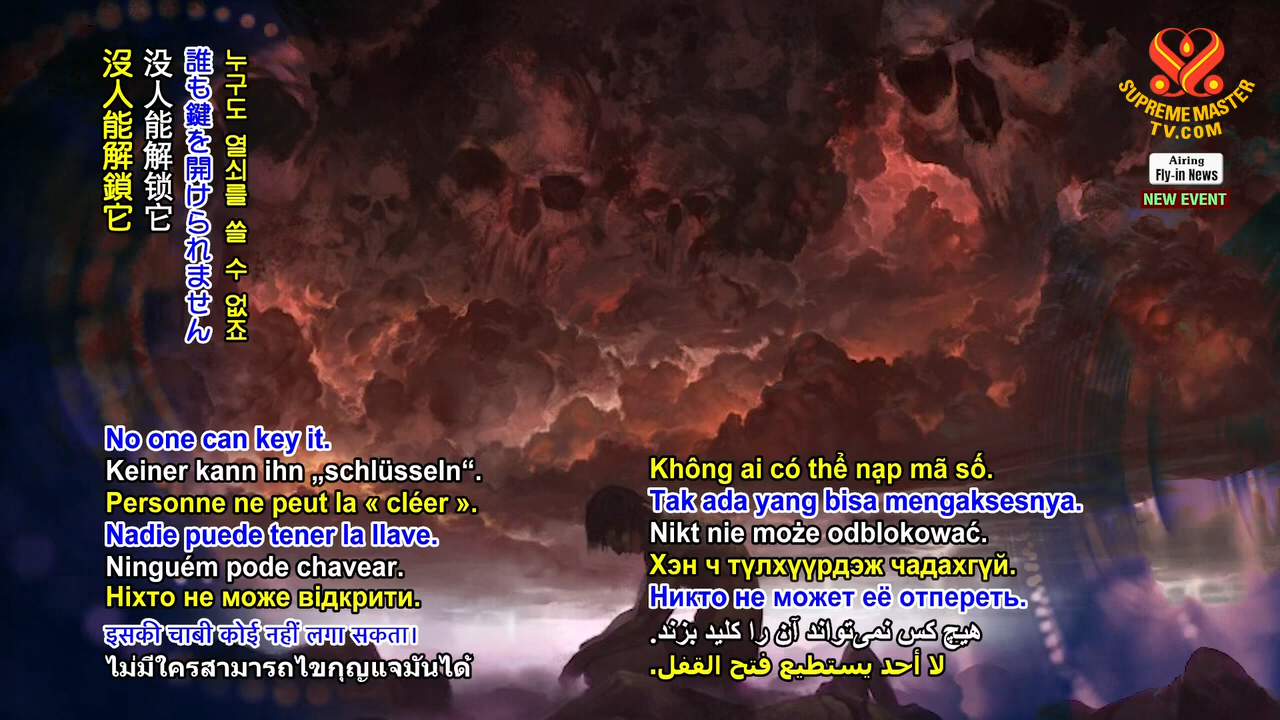 沒人能解鎖它
没人能解锁它
誰も鍵を開けられません
누구도 열쇠를 쓸 수 없죠
SUPREME MASTER
TV.COM
Airing
Fly-in News
NEW EVENT
No one can key it.
Keiner kann ihn „schlüsseln“.
Personne ne peut la « cléer ».
Nadie puede tener la llave.
Ninguém pode chavear.
Ніхто не може відкрити.
इसकी चाबी कोई नहीं लगा सकता।
ไม่มีใครสามารถไขกุญแจมันได้
Không ai có thể nạp mã số.
Tak ada yang bisa mengaksesnya.
Nikt nie może odblokować.
Хэн ч түлхүүрдэж чадахгүй.
Никто не может её отпереть.
هیچ کس نمی‌تواند آن را کلید بزند.
لا أحد يستطيع فتح القفل.